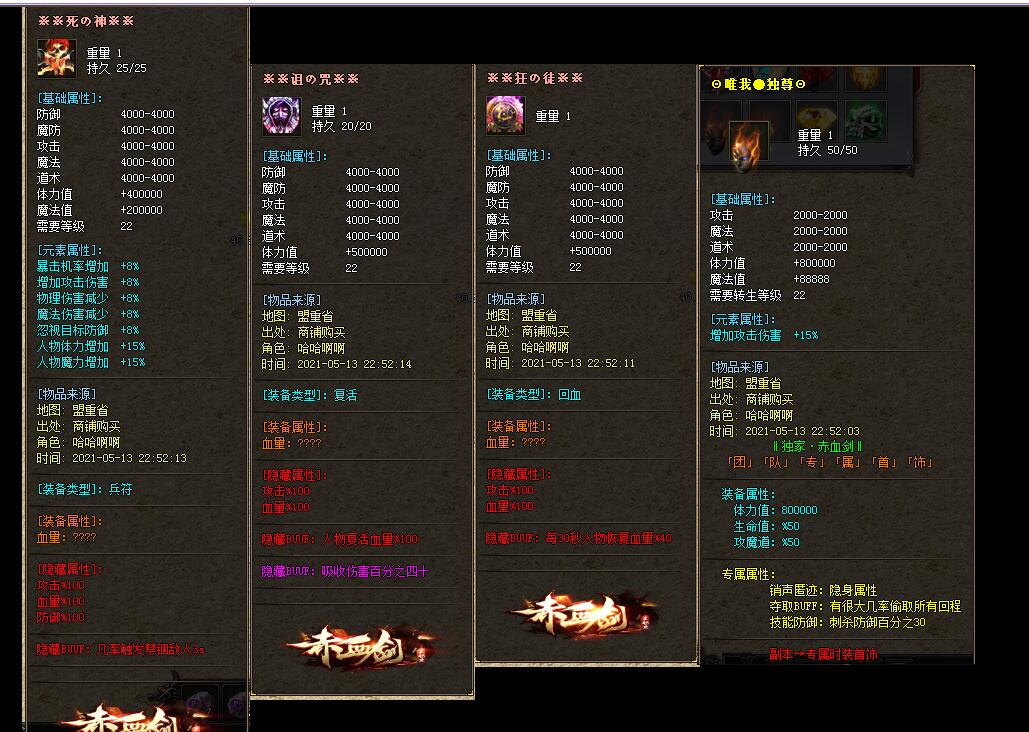 ※※死の神※※
重量 1
持久 25/25
[基础属性]:
防御 4000-4000
魔防 4000-4000
攻击 4000-4000
魔法 4000-4000
道术 4000-4000
体力值 +400000
魔法值 +200000
需要等级 22
[元素属性]:
暴击机率增加 +8%
增加攻击伤害 +8%
物理伤害减少 +8%
魔法伤害减少 +8%
忽视目标防御 +8%
人物体力增加 +15%
人物魔力增加 +15%
[物品来源]
地图: 盟重省
出处: 商铺购买
角色: 哈哈啊啊
时间: 2021-05-13 22:52:13
[装备类型]: 兵符
[装备属性]:
血量: ????
[隐藏属性]:
攻击%100
血量%100
防御%100
隐藏BUUF: 几率触发禁锢敌人3s
赤血剑
※※诅の咒※※
重量 1
持久 20/20
[基础属性]:
防御 4000-4000
魔防 4000-4000
攻击 4000-4000
魔法 4000-4000
道术 4000-4000
体力值 +500000
需要等级 22
[物品来源]
地图: 盟重省
出处: 商铺购买
角色: 哈哈啊啊
时间: 2021-05-13 22:52:14
[装备类型]: 复活
[装备属性]:
血量: ????
[隐藏属性]:
攻击%100
血量%100
隐藏BUUF: 人物复活血量%100
隐藏BUUF: 吸收伤害百分之四十
赤血剑
※※狂の徒※※
重量 1
[基础属性]:
防御 4000-4000
魔防 4000-4000
攻击 4000-4000
魔法 4000-4000
道术 4000-4000
体力值 +500000
需要等级 22
[物品来源]
地图: 盟重省
出处: 商铺购买
角色: 哈哈啊啊
时间: 2021-05-13 22:52:11
[装备类型]: 回血
[装备属性]:
血量: ????
[隐藏属性]:
攻击%100
血量%100
隐藏BUUF: 每30秒人物恢复血量%40
赤血剑
⊙唯我●独尊⊙
重量 1
持久 50/50
[基础属性]:
攻击 2000-2000
魔法 2000-2000
道术 2000-2000
体力值 +800000
魔法值 +88888
需要转生等级 22
[元素属性]:
增加攻击伤害 +15%
[物品来源]
地图: 盟重省
出处: 商铺购买
角色: 哈哈啊啊
时间: 2021-05-13 22:52:03
‖独家·赤血剑‖
「团」「队」「专」「属」「首」「饰」
装备属性:
体力值: 800000
生命值: %50
攻魔道: %50
专属属性:
销声匿迹: 隐身属性
夺取BUFF: 有很大几率偷取所有回程
技能防御: 刺杀防御百分之30
副本→专属时装首饰